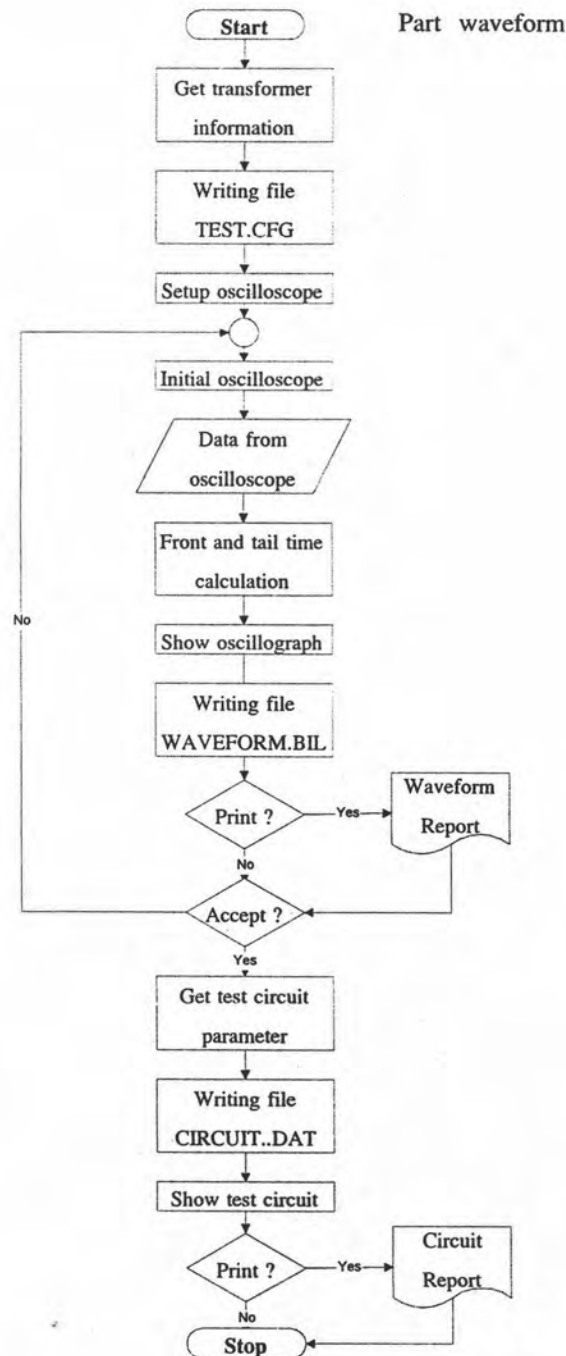 Start
Part waveform
Get transformer
information
Writing file
TEST.CFG
Setup oscilloscope
Initial oscilloscope
Data from
oscilloscope
Front and tail time
calculation
No
Show oscillograph
Writing file
WAVEFORM.BIL
Print ?
Yes
Waveform
Report
No
Accept ?
Yes
Get test circuit
parameter
Writing file
CIRCUIT..DAT
Show test circuit
Print ?
Yes
Circuit
Report
No
Stop